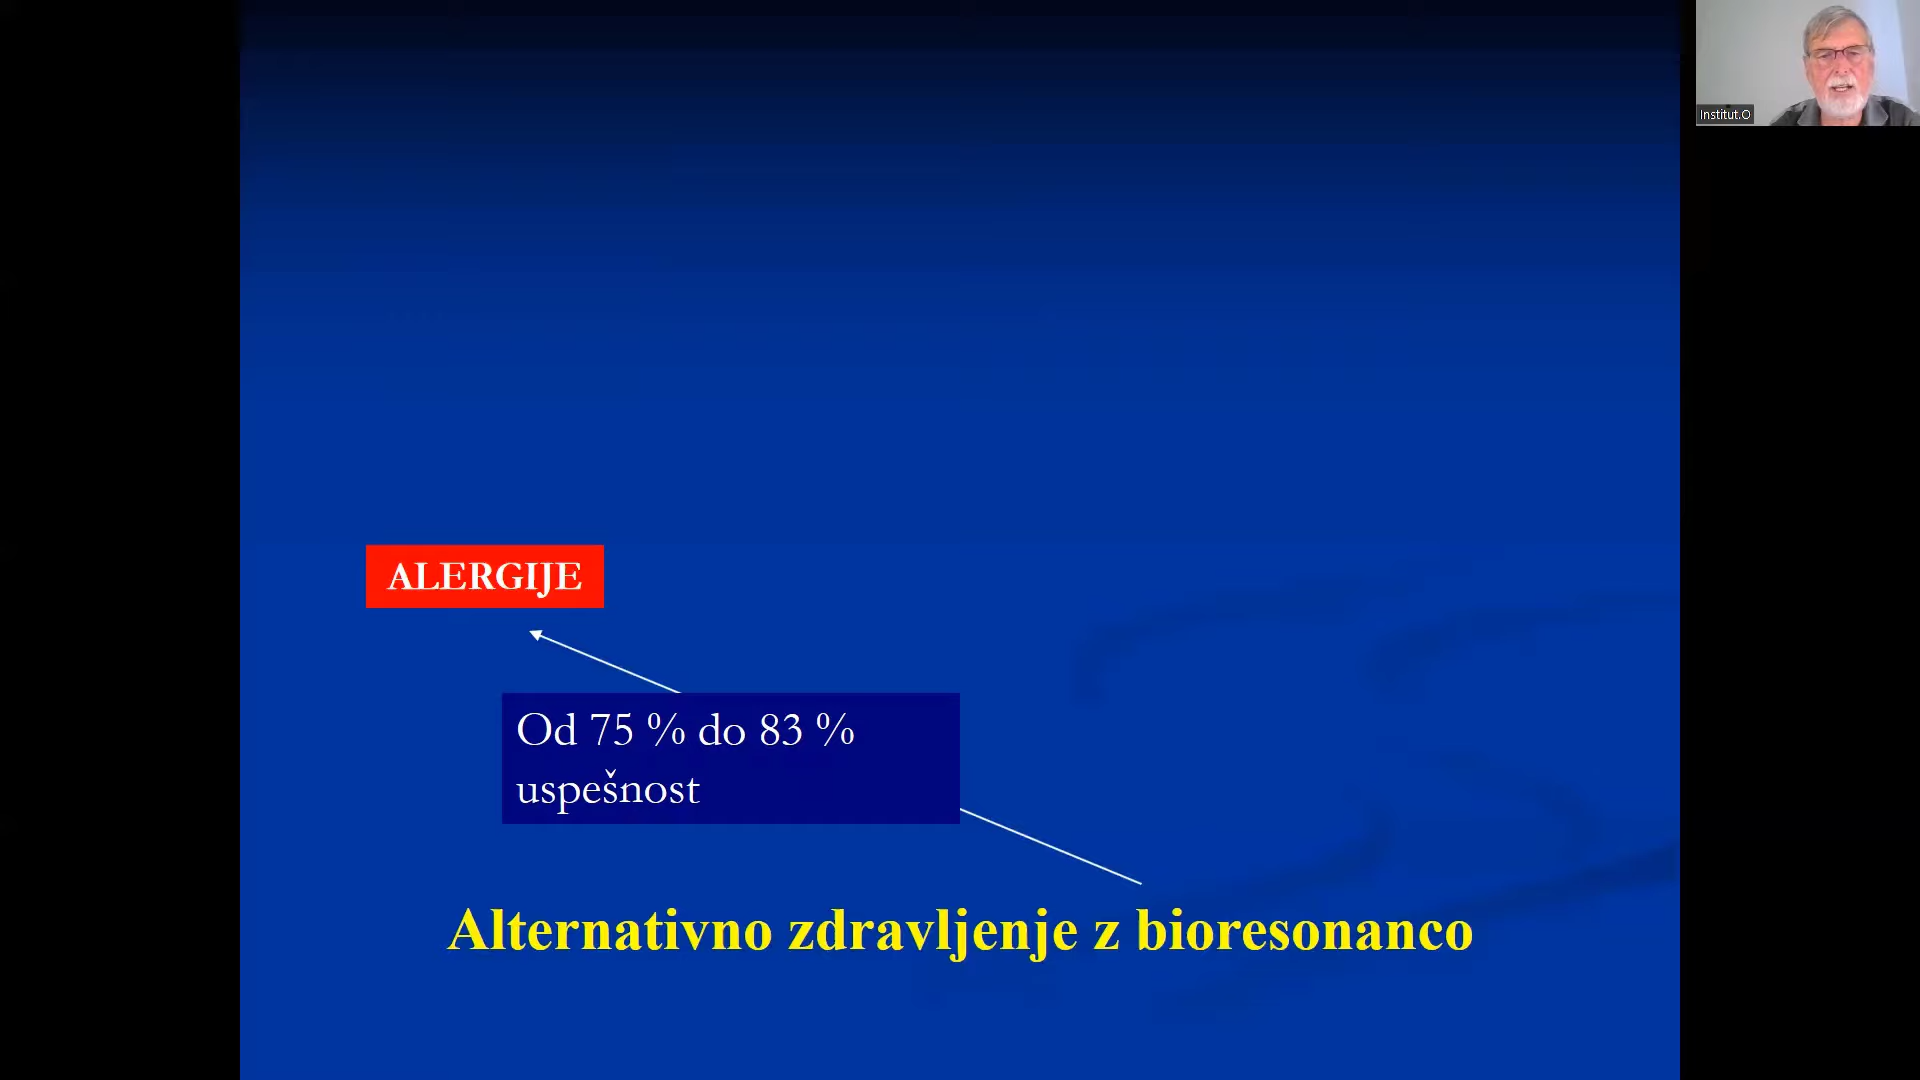 Institut.O
ALERGIJE
Od 75 % do 83 %
uspešnost
Alternativno zdravljenje z bioresonanco